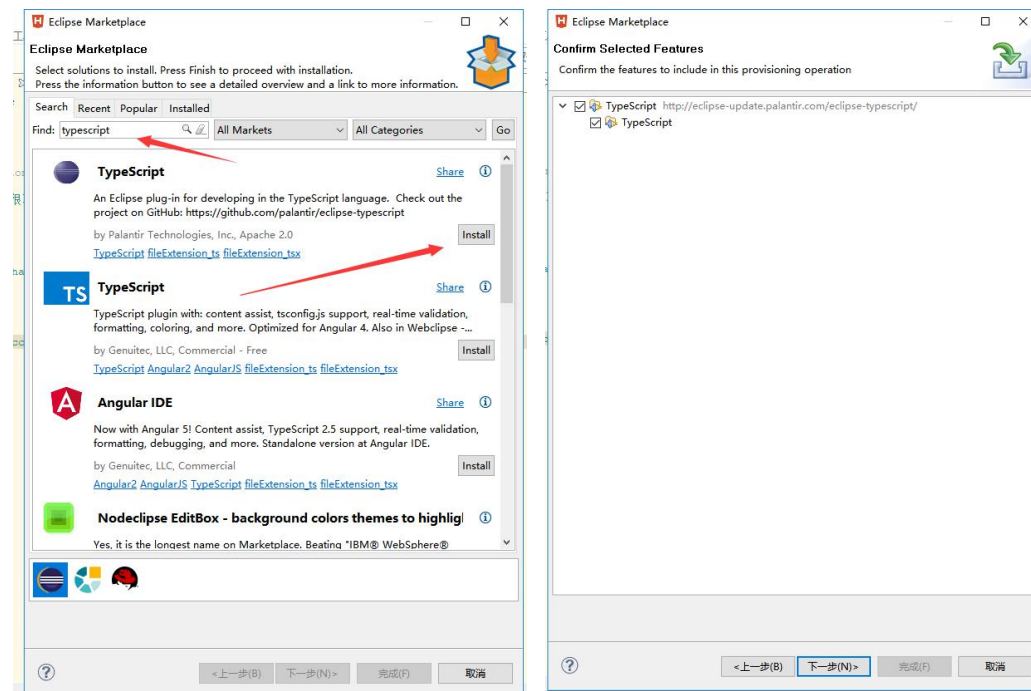 Eclipse Marketplace
Eclipse Marketplace
Select solutions to install. Press Finish to proceed with installation.
Press the information button to see a detailed overview and a link to more information.
Search Recent Popular Installed
Find: typescript All Markets All Categories Go
TypeScript Share
An Eclipse plug-in for developing in the TypeScript language. Check out the
project on GitHub: https://github.com/palantir/eclipse-typescript
by Palantir Technologies, Inc., Apache 2.0 Install
TypeScript fileExtension_ts fileExtension_tsx
TS TypeScript Share
TypeScript plugin with: content assist, tsconfig.js support, real-time validation,
formatting, coloring, and more. Optimized for Angular 4. Also in Webclipse -...
by Genuitec, LLC, Commercial - Free Install
TypeScript Angular2 AngularJS fileExtension_ts fileExtension_tsx
Angular IDE Share
Now with Angular 5! Content assist, TypeScript 2.5 support, real-time validation,
formatting, debugging, and more. Standalone version at Angular IDE.
by Genuitec, LLC, Commercial Install
Angular2 AngularJS TypeScript fileExtension_ts fileExtension_tsx
Nodeclipse EditBox - background colors themes to highligl
Yes, it is the longest name on Marketplace. Beating "IBM® WebSphere®
<上一步(B) 下一步(N)> 完成(F) 取消
Eclipse Marketplace
Confirm Selected Features
Confirm the features to include in this provisioning operation
TypeScript http://eclipse-update.palantir.com/eclipse-typescript/
TypeScript
<上一步(B) 下一步(N)> 完成(F) 取消